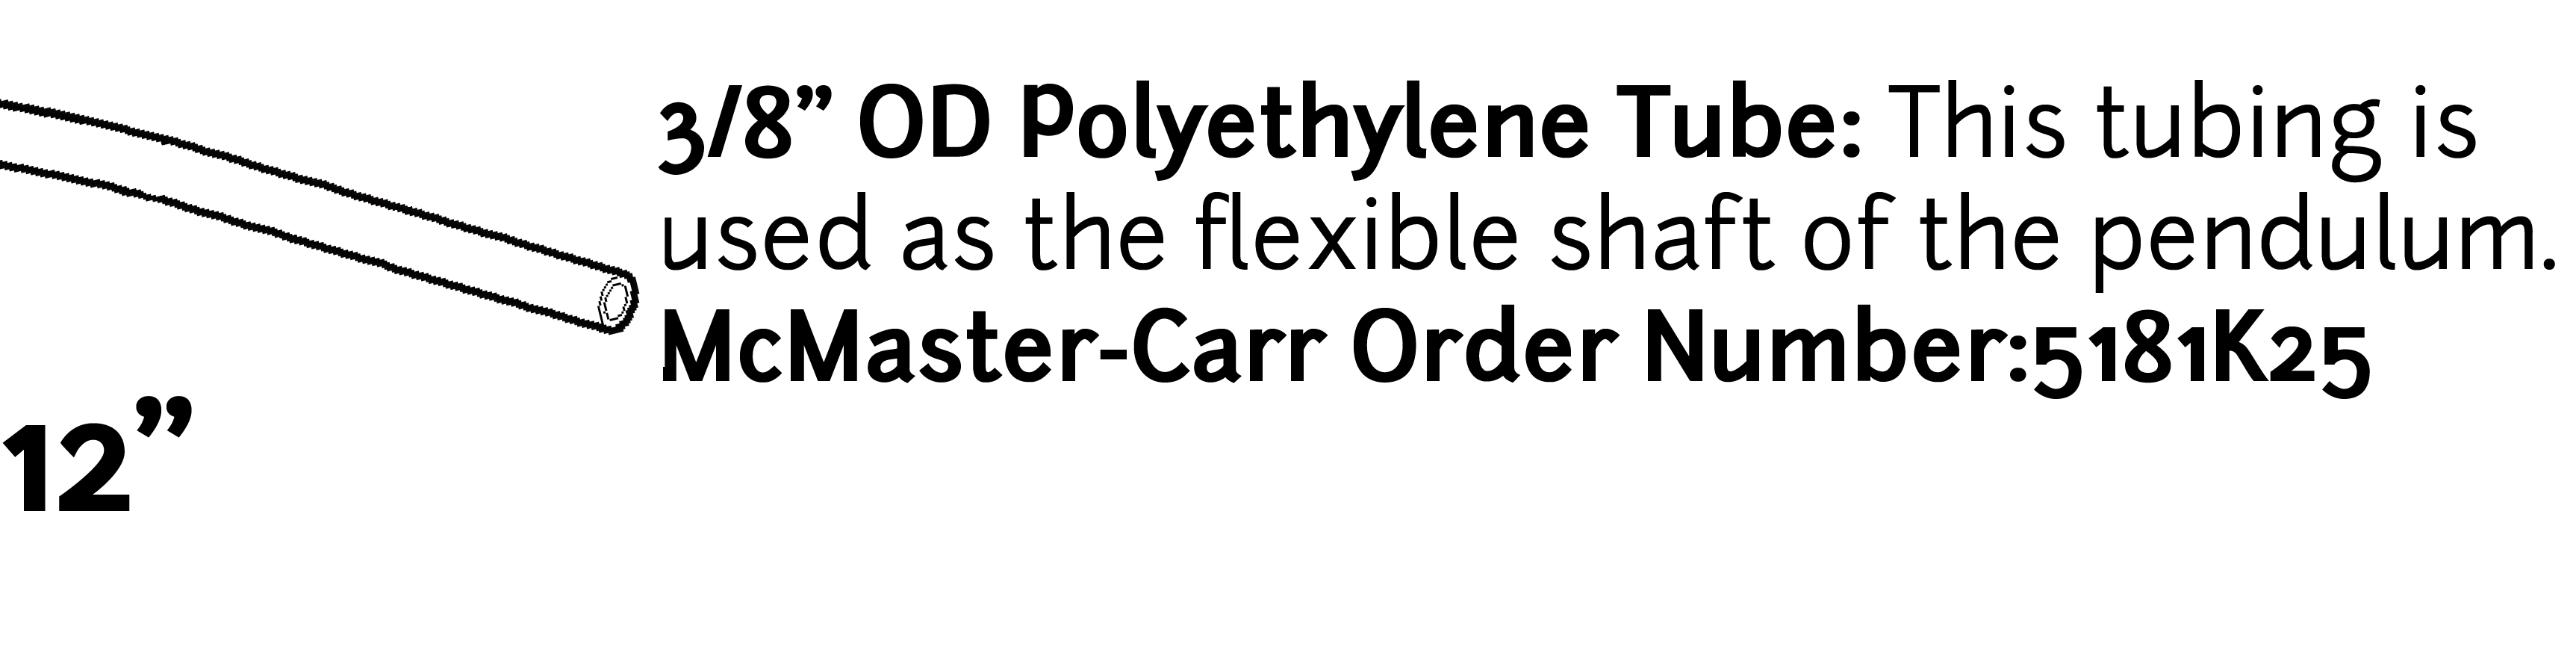 3/8” OD Polyethylene Tube: This tubing is
used as the flexible shaft of the pendulum.
McMaster-Carr Order Number:5181K25
12”